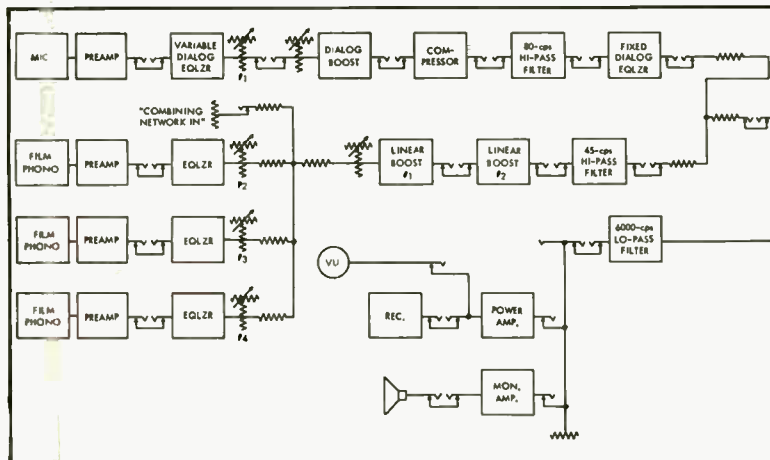 MIC
PREAMP
VARIABLE
DIALOG
EQLZR
P1
DIALOG
BOOST
COM-
PRESSOR
80-cps
HI-PASS
FILTER
FIXED
DIALOG
EQLZR
"COMBINING
NETWORK IN"
FILM
PHONO
PREAMP
EQLZR
P2
LINEAR
BOOST
P1
LINEAR
BOOST
P2
45-cps
HI-PASS
FILTER
FILM
PHONO
PREAMP
EQLZR
P3
VU
6000-cps
LO-PASS
FILTER
FILM
PHONO
PREAMP
EQLZR
P4
REC.
POWER
AMP.
MON.
AMP.